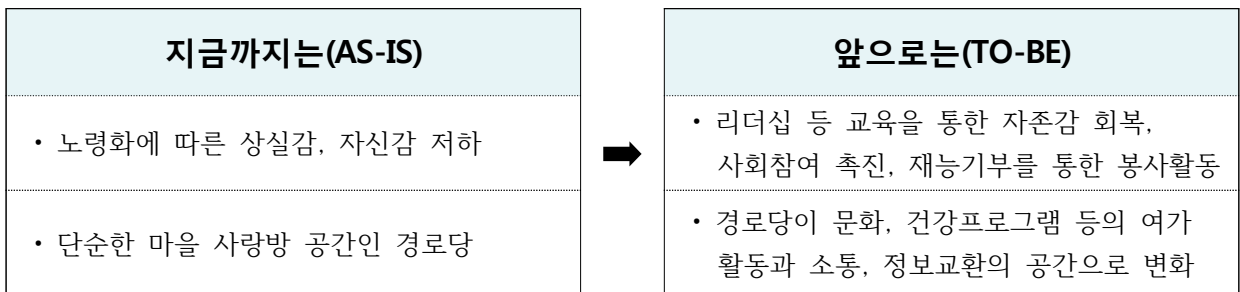 지금까지는(AS-IS)
• 노령화에 따른 상실감, 자신감 저하
• 단순한 마을 사랑방 공간인 경로당
➡
앞으로는(TO-BE)
• 리더십 등 교육을 통한 자존감 회복,
사회참여 촉진, 재능기부를 통한 봉사활동
• 경로당이 문화, 건강프로그램 등의 여가
활동과 소통, 정보교환의 공간으로 변화